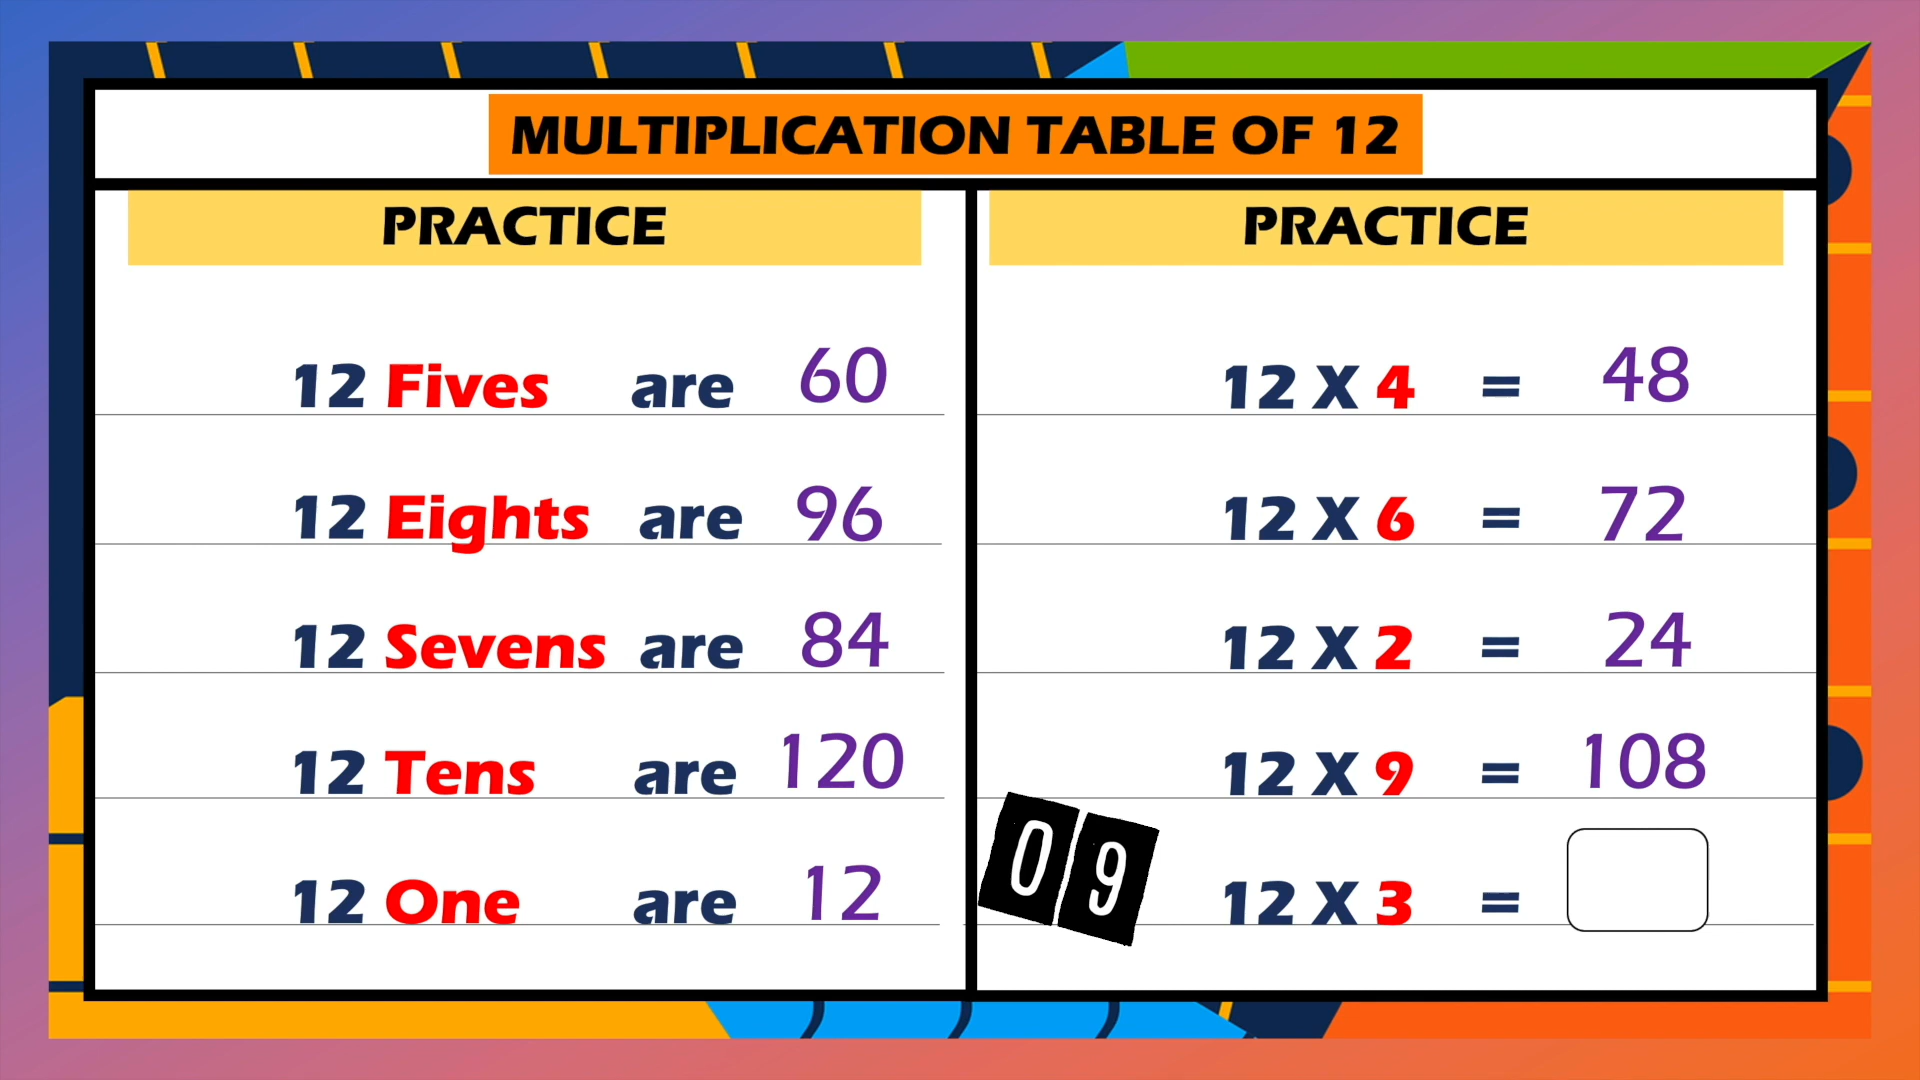 MULTIPLICATION TABLE OF 12
PRACTICE
12 Fives are 60
12 Eights are 96
12 Sevens are 84
12 Tens are 120
12 One are 12
PRACTICE
12 X 4 = 48
12 X 6 = 72
12 X 2 = 24
12 X 9 = 108
12 X 3 =
09